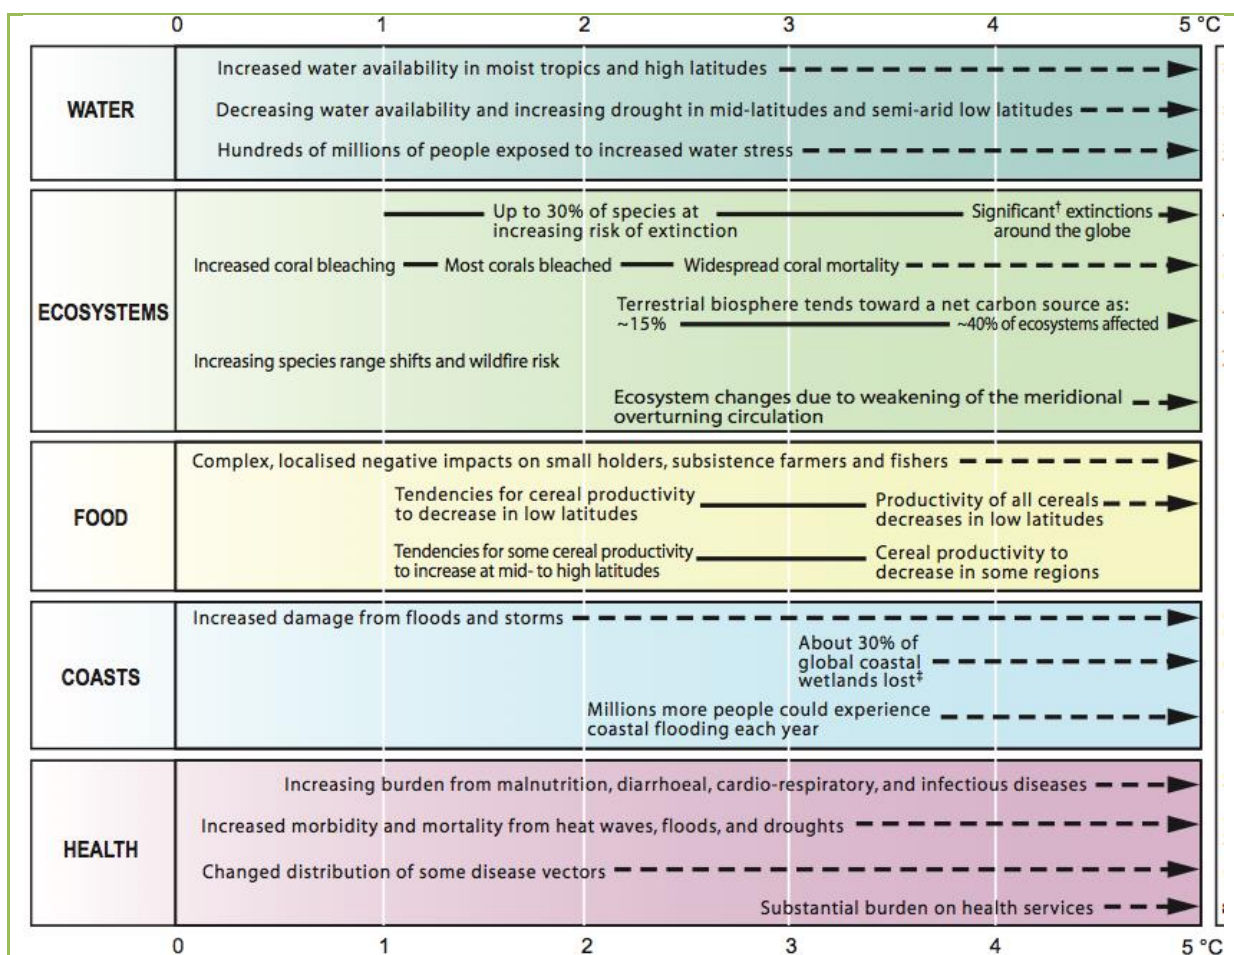 0 1 2 3 4 5 °C
WATER
Increased water availability in moist tropics and high latitudes
Decreasing water availability and increasing drought in mid-latitudes and semi-arid low latitudes
Hundreds of millions of people exposed to increased water stress
ECOSYSTEMS
Up to 30% of species at
increasing risk of extinction
Significant† extinctions
around the globe
Increased coral bleaching
Most corals bleached
Widespread coral mortality
Terrestrial biosphere tends toward a net carbon source as:
~15%
~40% of ecosystems affected
Increasing species range shifts and wildfire risk
Ecosystem changes due to weakening of the meridional
overturning circulation
FOOD
Complex, localised negative impacts on small holders, subsistence farmers and fishers
Tendencies for cereal productivity
to decrease in low latitudes
Productivity of all cereals
decreases in low latitudes
Tendencies for some cereal productivity
to increase at mid- to high latitudes
Cereal productivity to
decrease in some regions
COASTS
Increased damage from floods and storms
About 30% of
global coastal
wetlands lost‡
Millions more people could experience
coastal flooding each year
HEALTH
Increasing burden from malnutrition, diarrhoeal, cardio-respiratory, and infectious diseases
Increased morbidity and mortality from heat waves, floods, and droughts
Changed distribution of some disease vectors
Substantial burden on health services
0 1 2 3 4 5 °C